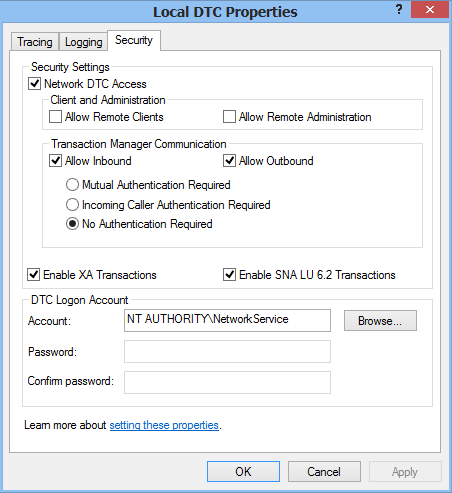 Local DTC Properties
? X
Tracing Logging Security
Security Settings
Network DTC Access
Client and Administration
Allow Remote Clients Allow Remote Administration
Transaction Manager Communication
Allow Inbound Allow Outbound
Mutual Authentication Required
Incoming Caller Authentication Required
No Authentication Required
Enable XA Transactions Enable SNA LU 6.2 Transactions
DTC Logon Account
Account: NT AUTHORITY\NetworkService Browse...
Password:
Confirm password:
Learn more about setting these properties.
OK Cancel Apply